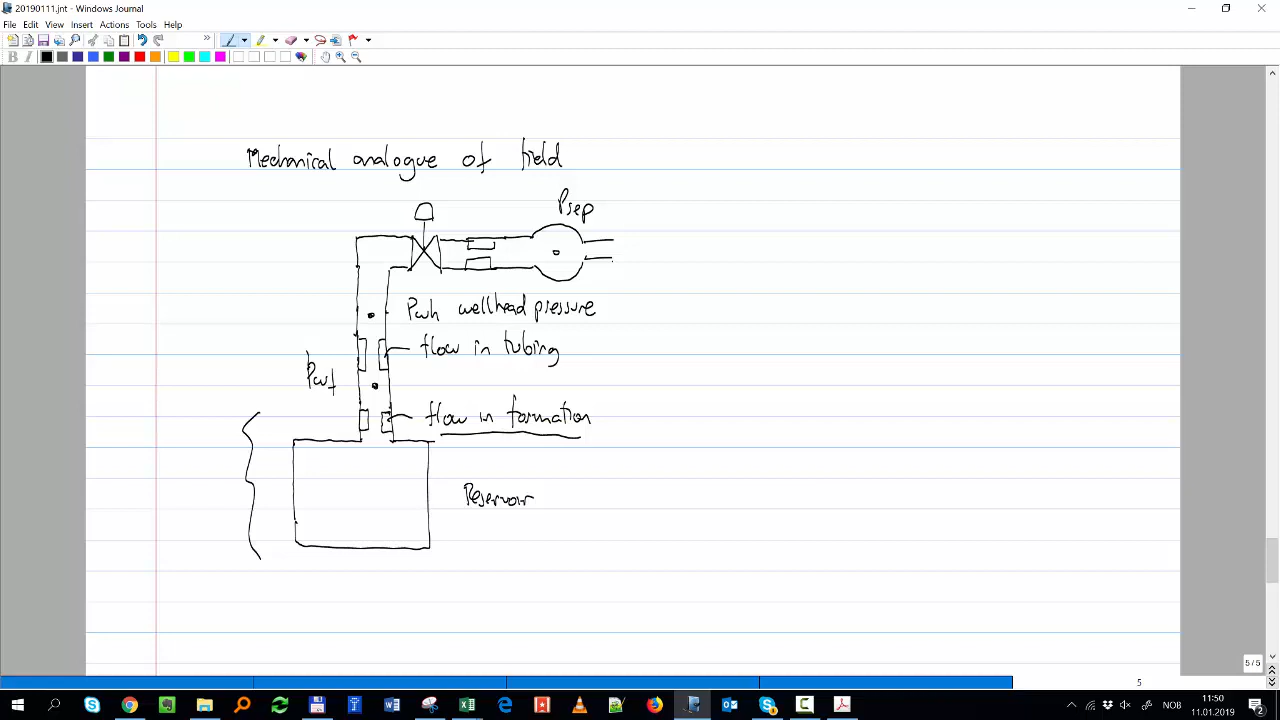 20190111.jnt - Windows Journal
File Edit View Insert Actions Tools Help
B I
Mechanical analogue of field
Psep
Pwh wellhead pressure
flow in tubing
Pwf
flow in formation
Reservoir
5/5
5
11:50
NOB
11.01.2019
2